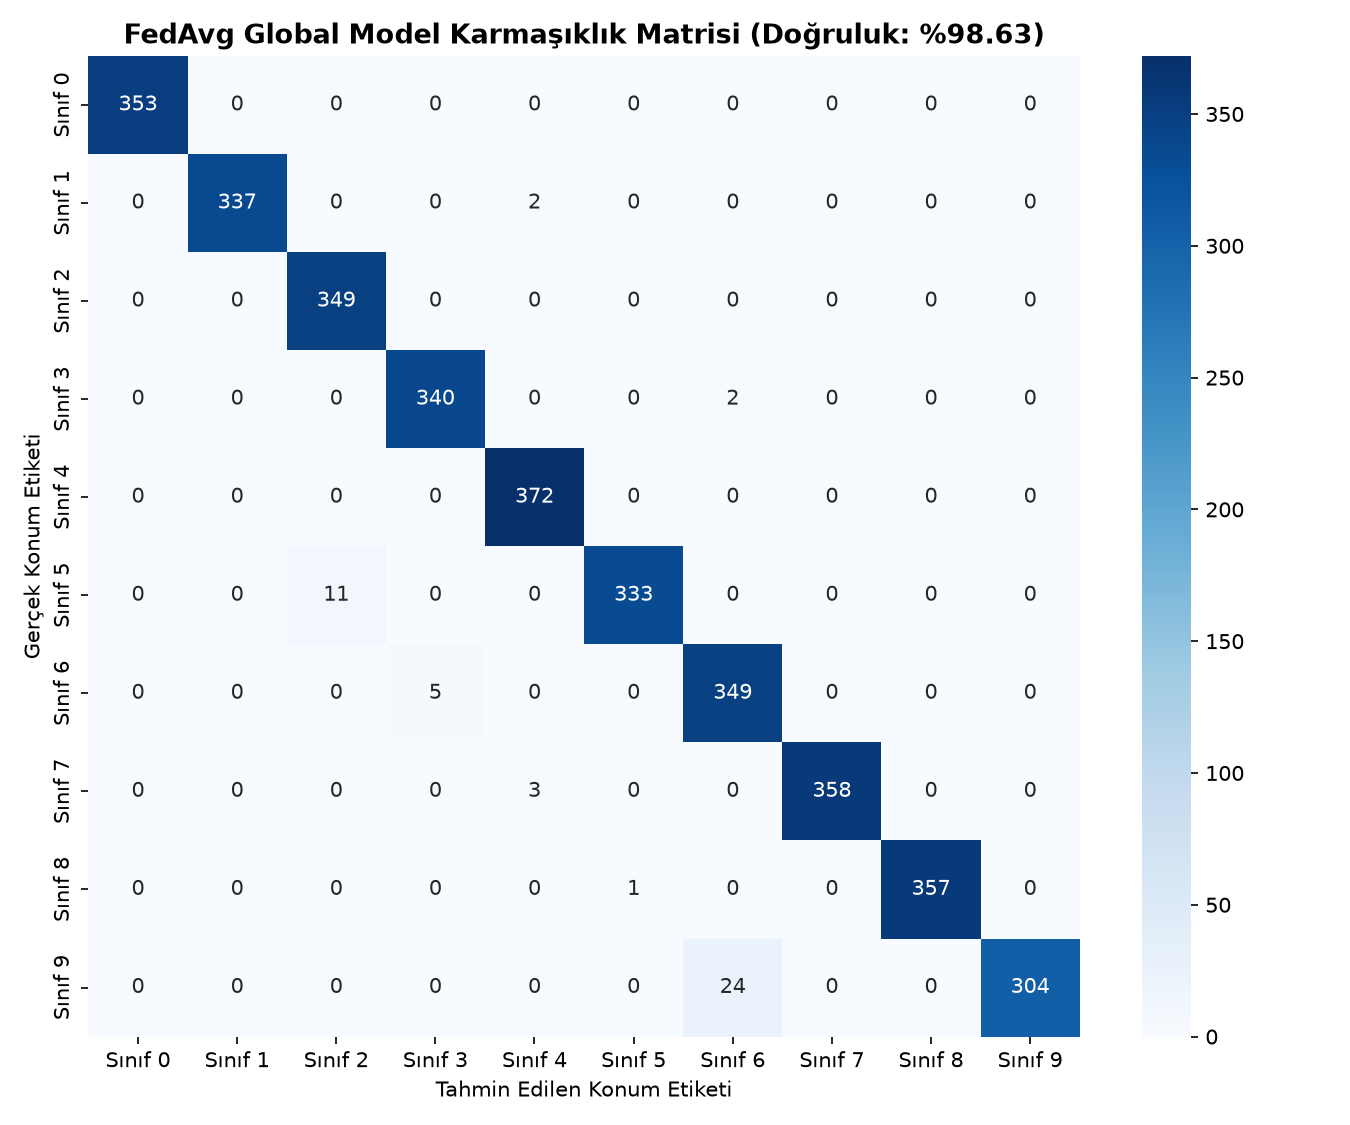 FedAvg Global Model Karmaşıklık Matrisi (Doğruluk: %98.63)
Gerçek Konum Etiketi
Sınıf 0 353 0 0 0 0 0 0 0 0 0
Sınıf 1 0 337 0 0 2 0 0 0 0 0
Sınıf 2 0 0 349 0 0 0 0 0 0 0
Sınıf 3 0 0 0 340 0 0 2 0 0 0
Sınıf 4 0 0 0 0 372 0 0 0 0 0
Sınıf 5 0 0 11 0 0 333 0 0 0 0
Sınıf 6 0 0 0 5 0 0 349 0 0 0
Sınıf 7 0 0 0 0 3 0 0 358 0 0
Sınıf 8 0 0 0 0 0 1 0 0 357 0
Sınıf 9 0 0 0 0 0 0 24 0 0 304
Sınıf 0 Sınıf 1 Sınıf 2 Sınıf 3 Sınıf 4 Sınıf 5 Sınıf 6 Sınıf 7 Sınıf 8 Sınıf 9
Tahmin Edilen Konum Etiketi
350
300
250
200
150
100
50
0